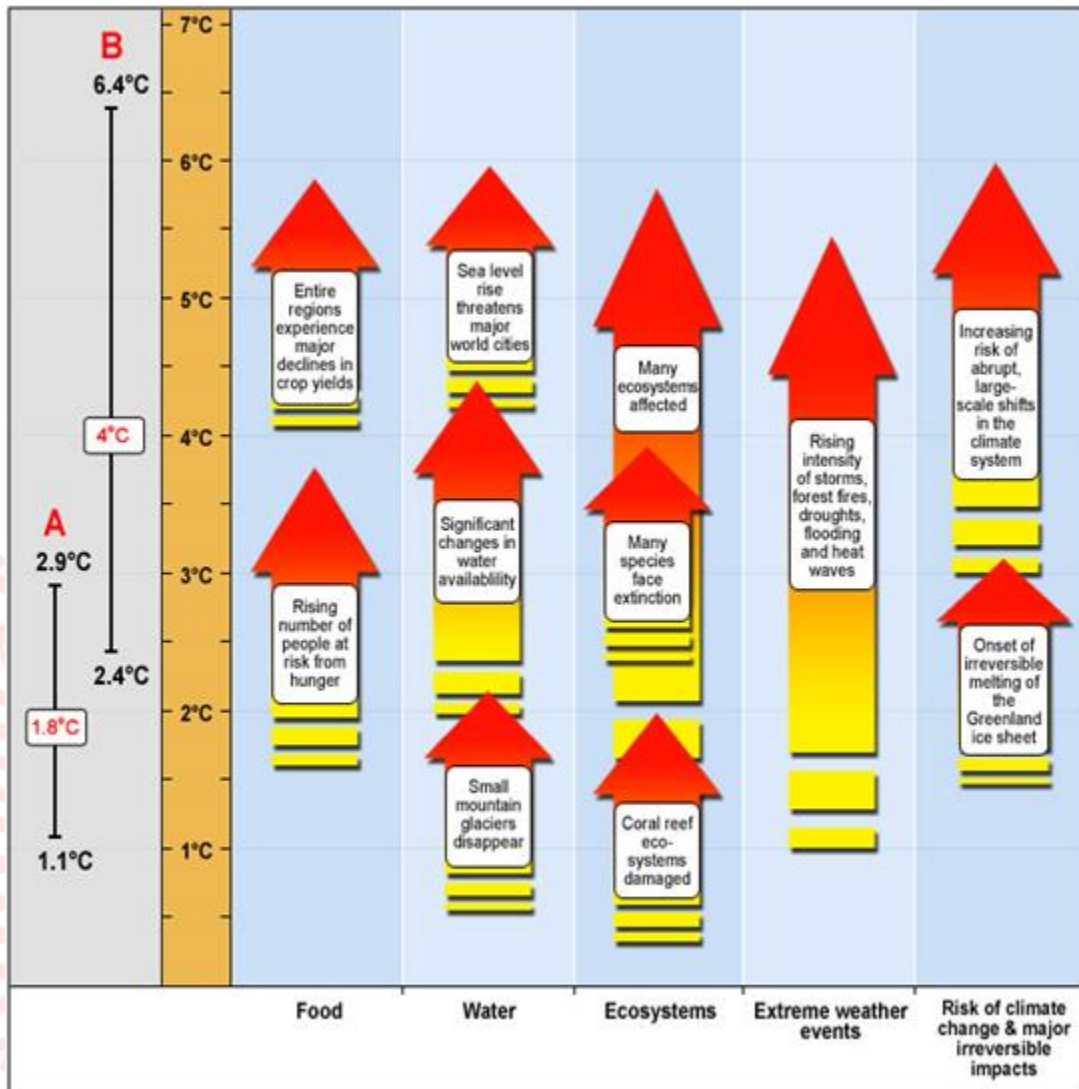 B
6.4°C
4°C
A
2.9°C
2.4°C
1.8°C
1.1°C
7°C
6°C
5°C
4°C
3°C
2°C
1°C
Entire
regions
experience
major
declines in
crop yields
Rising
number of
people at
risk from
hunger
Sea level
rise
threatens
major
world cities
Significant
changes in
water
availablility
Small
mountain
glaciers
disappear
Many
ecosystems
affected
Many
species
face
extinction
Coral reef
eco-
systems
damaged
Rising
intensity
of storms,
forest fires,
droughts,
flooding
and heat
waves
Increasing
risk of
abrupt,
large-
scale shifts
in the
climate
system
Onset of
irreversible
melting of
the
Greenland
ice sheet
Food
Water
Ecosystems
Extreme weather
events
Risk of climate
change & major
irreversible
impacts